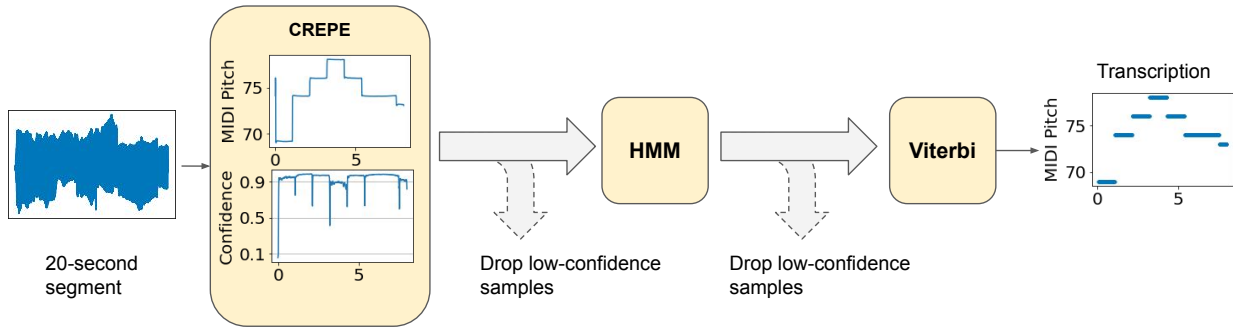 20-second
segment
CREPE
MIDI Pitch
75
70
0
5
Confidence
0.9
0.5
0.1
0
5
Drop low-confidence
samples
HMM
Drop low-confidence
samples
Viterbi
Transcription
MIDI Pitch
75
70
0
5